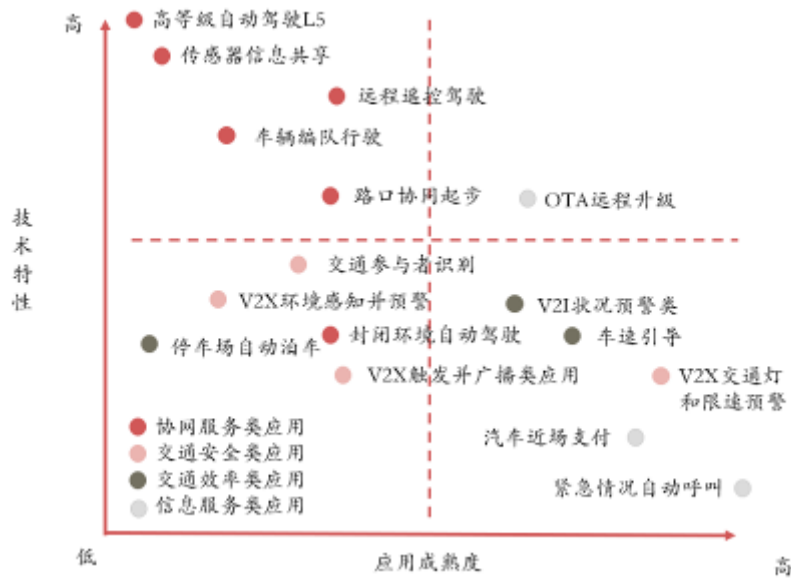 高
高等级自动驾驶L5
传感器信息共享
远程遥控驾驶
车辆编队行驶
路口协同起步
OTA远程升级
技
术
特
性
交通参与者识别
V2X环境感知并预警
V2I状况预警类
停车场自动泊车
封闭环境自动驾驶
车速引导
V2X触发并广播类应用
V2X交通灯
和限速预警
协网服务类应用
交通安全类应用
交通效率类应用
信息服务类应用
汽车近场支付
紧急情况自动呼叫
低
应用成熟度
高